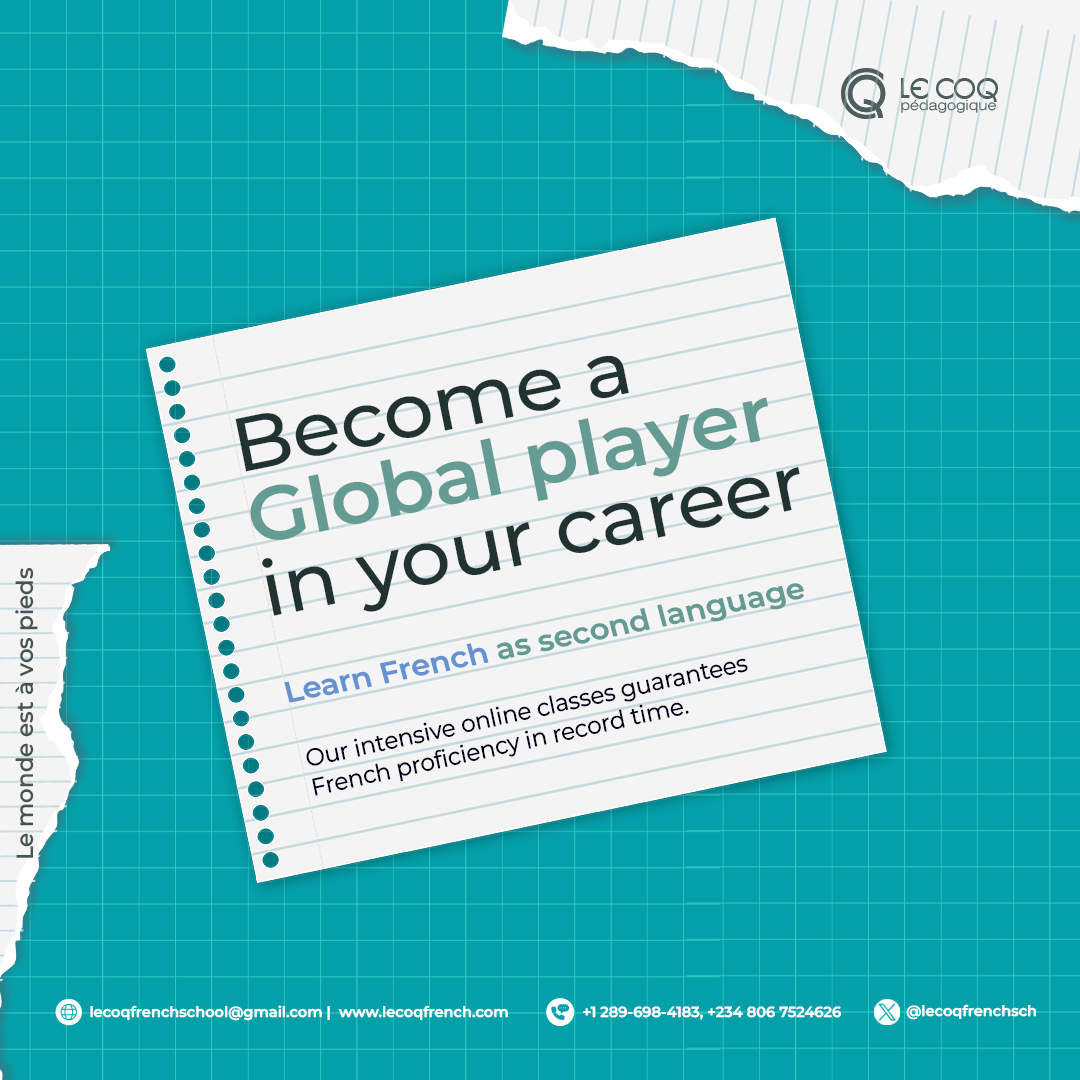 LE COQ
pédagogique
Become a
Global player
in your career
Learn French as second language
Our intensive online classes guarantees
French proficiency in record time.
Le monde est à vos pieds
lecoqfrenchschool@gmail.com | www.lecoqfrench.com
+1 289-698-4183, +234 806 7524626
@lecoqfrenchsch